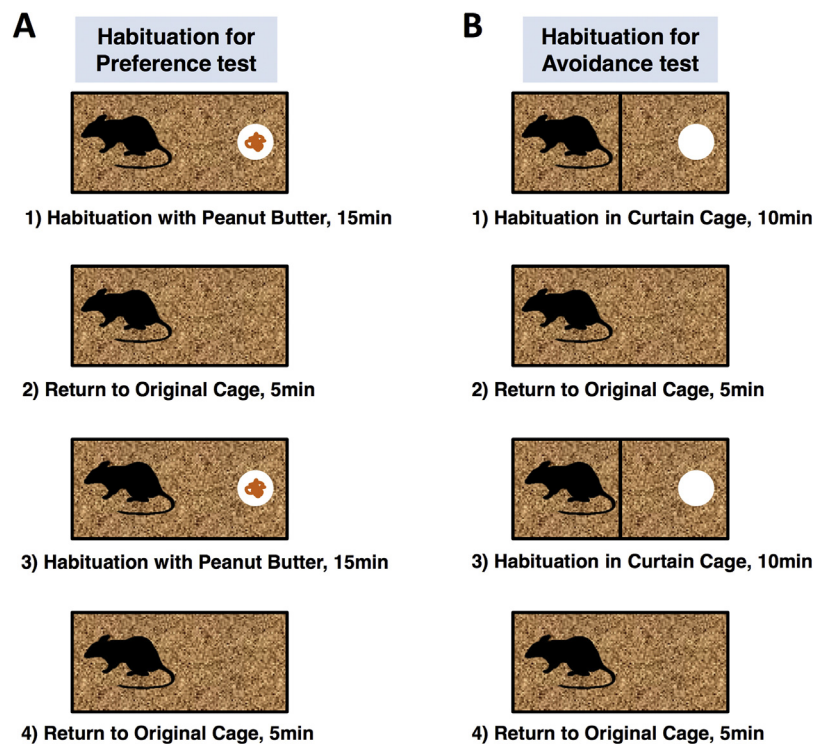 A
Habituation for
Preference test
1) Habituation with Peanut Butter, 15min
2) Return to Original Cage, 5min
3) Habituation with Peanut Butter, 15min
4) Return to Original Cage, 5min
B
Habituation for
Avoidance test
1) Habituation in Curtain Cage, 10min
2) Return to Original Cage, 5min
3) Habituation in Curtain Cage, 10min
4) Return to Original Cage, 5min